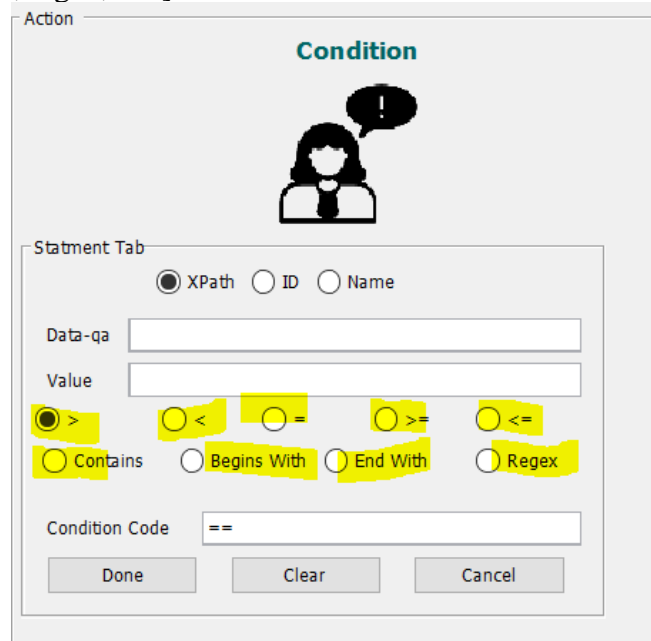 Action
Condition
!
Statment Tab
XPath ID Name
Data-qa
Value
> < = >= <=
Contains Begins With End With Regex
Condition Code ==
Done Clear Cancel